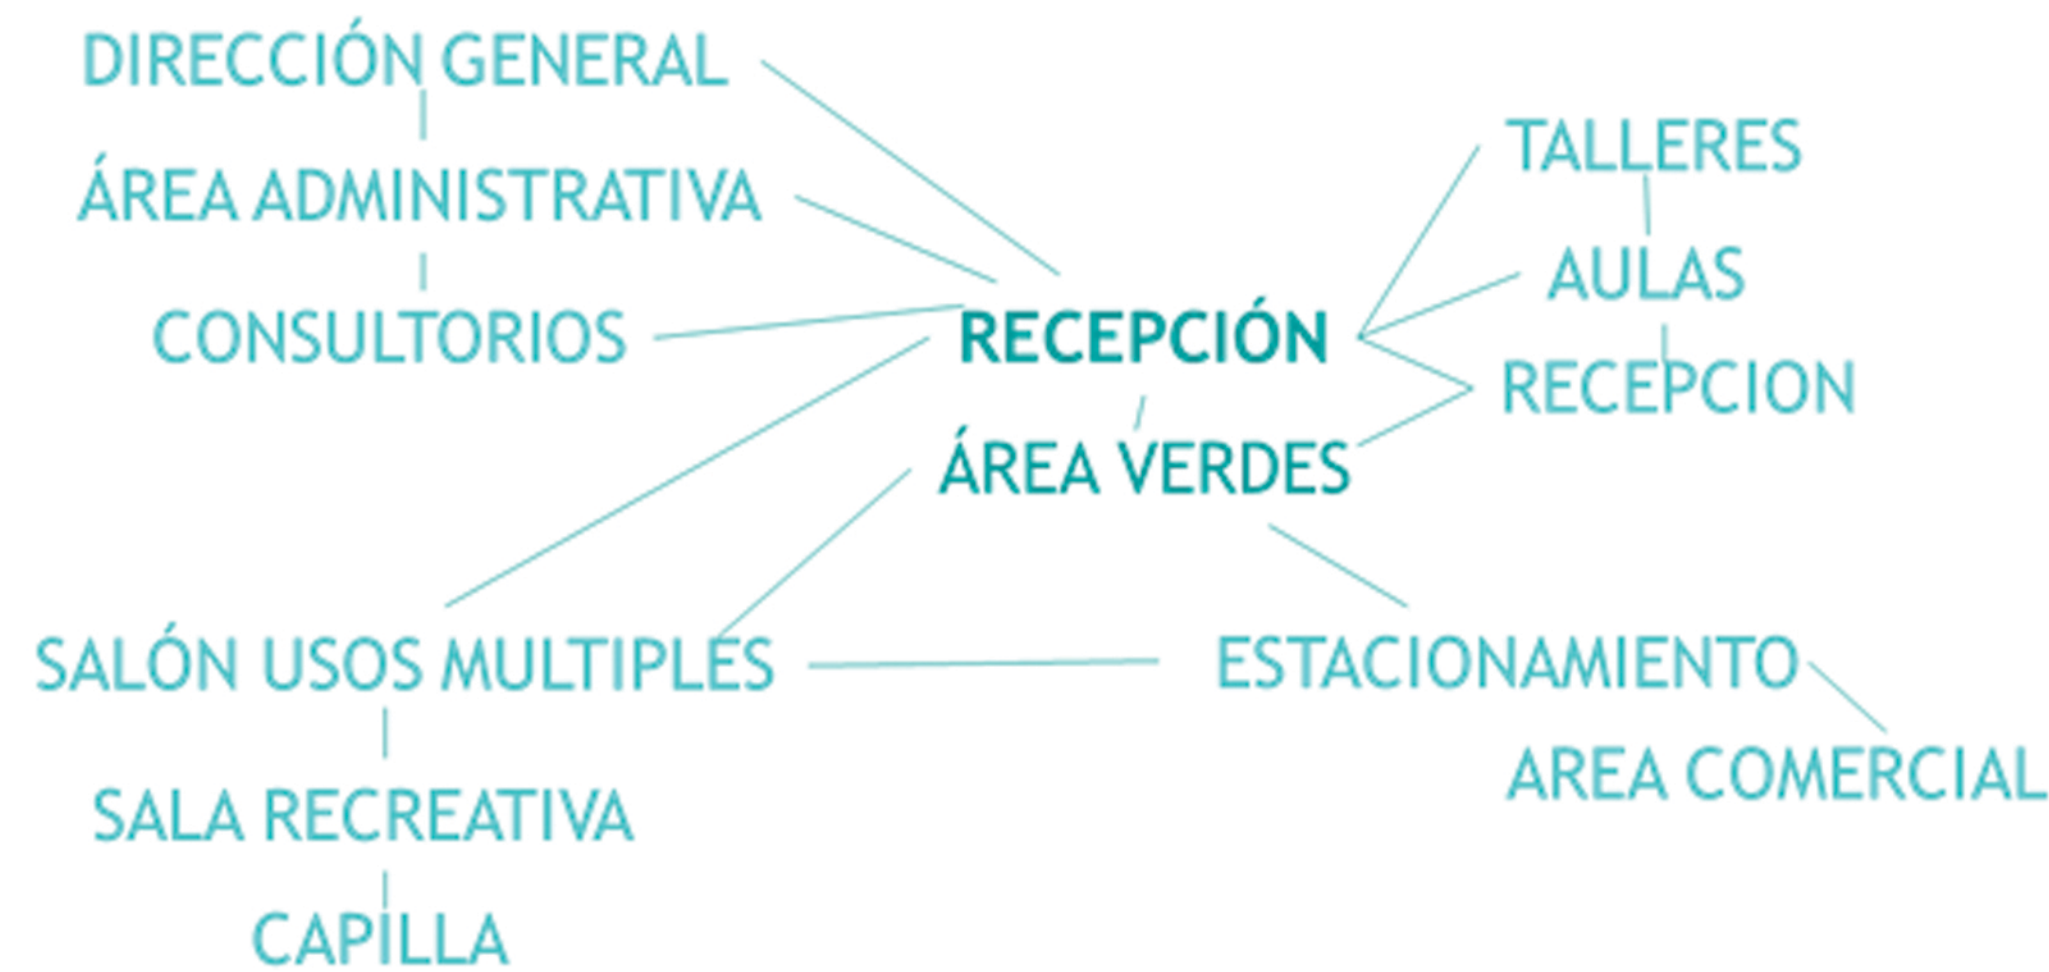 DIRECCIÓN GENERAL
ÁREA ADMINISTRATIVA
CONSULTORIOS
RECEPCIÓN
ÁREA VERDES
TALLERES
AULAS
RECEPCION
SALÓN USOS MULTIPLES
SALA RECREATIVA
CAPILLA
ESTACIONAMIENTO
AREA COMERCIAL